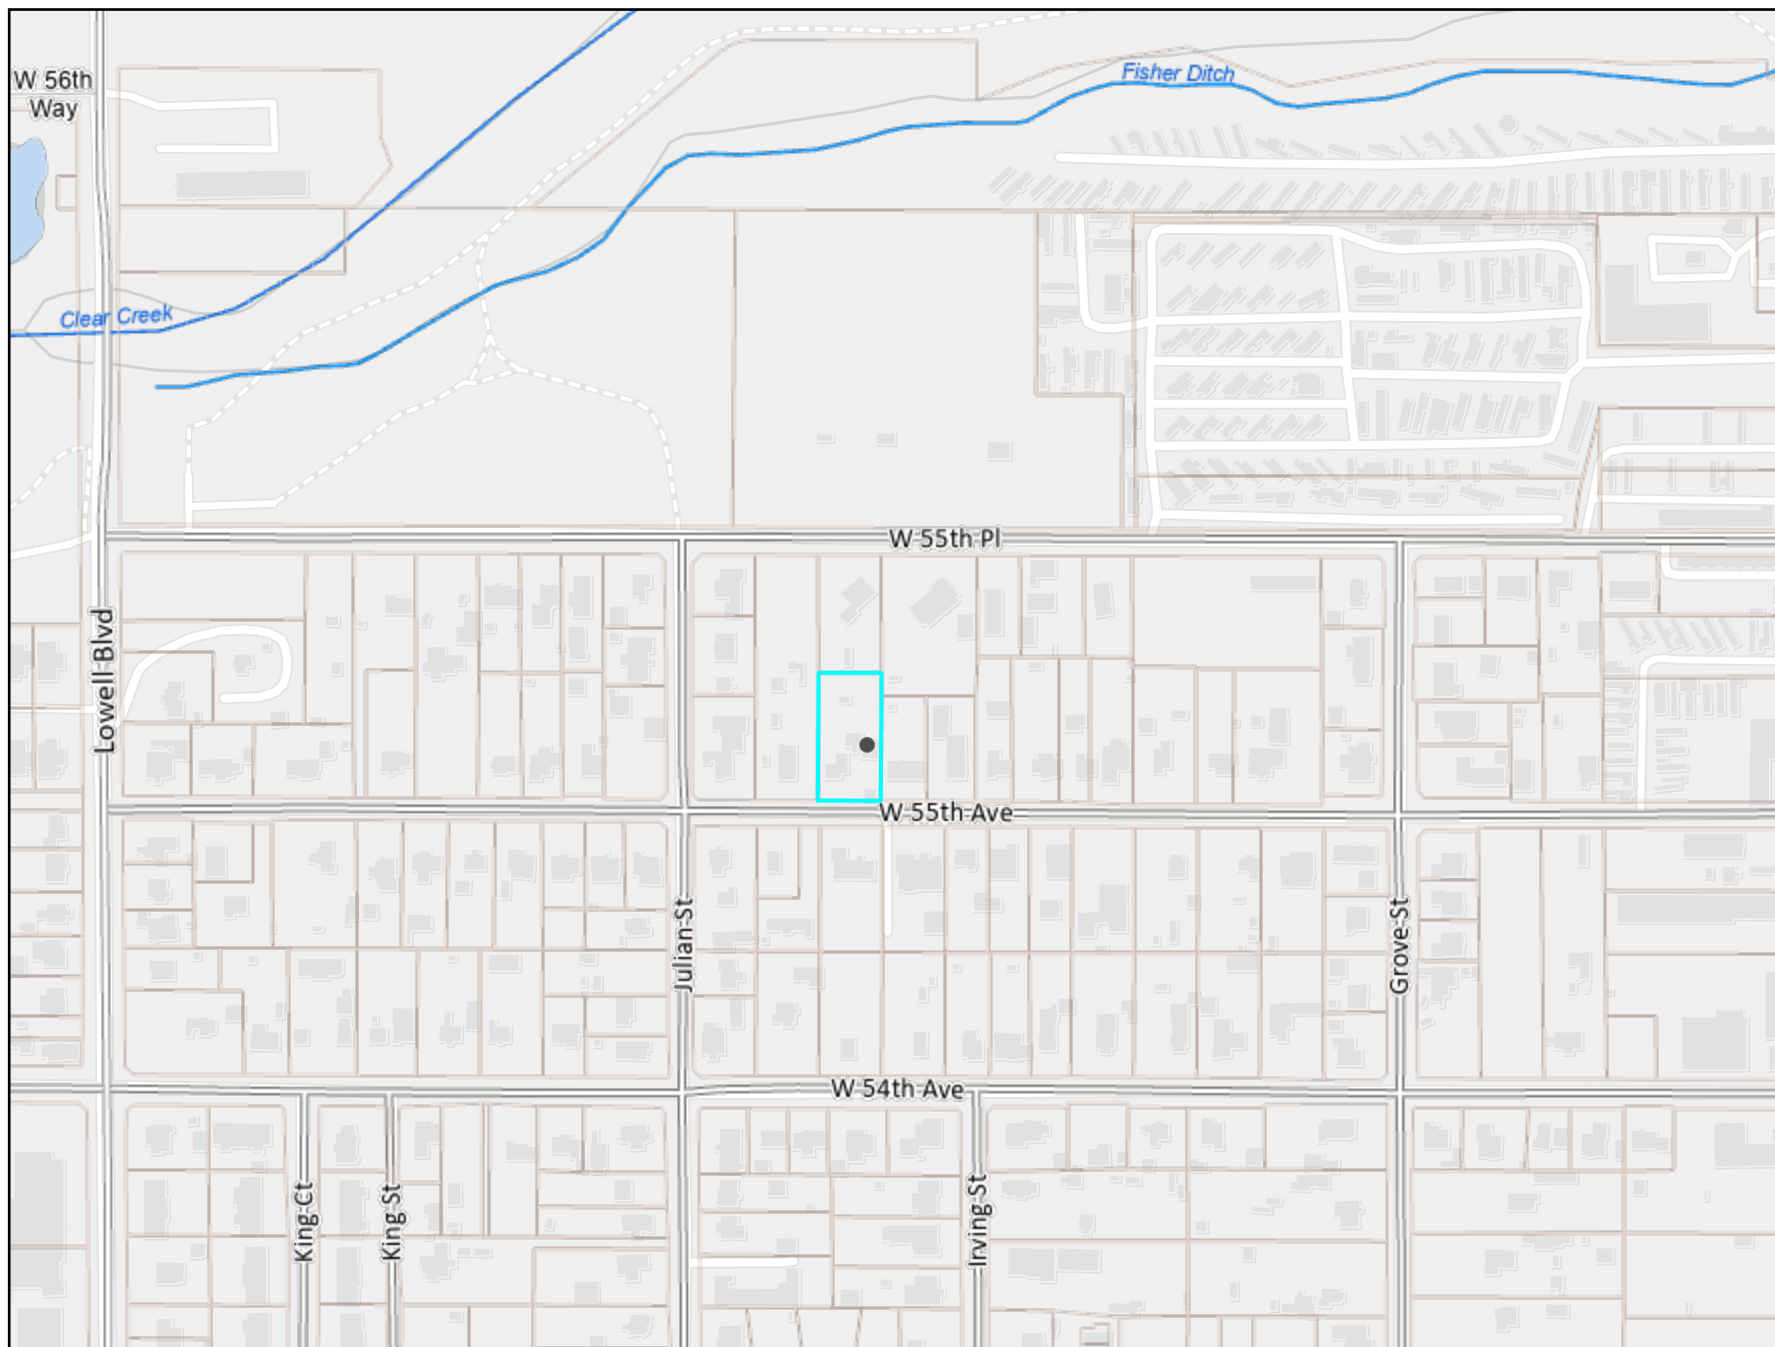 Fisher Ditch
W 56th
Way
Clear Creek
W 55th Pl
Lowell Blvd
W 55th Ave
Julian St
Grove St
W 54th Ave
King Ct
King St
Irving St